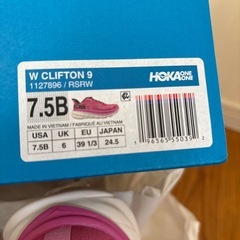 W CLIFTON 9
1127896 / RSRW
HOKA ONE ONE
7.5B
MADE IN VIETNAM / FABRIQUÉ AU VIETNAM
USA UK EU JAPAN
7.5B 6 39 1/3 24.5